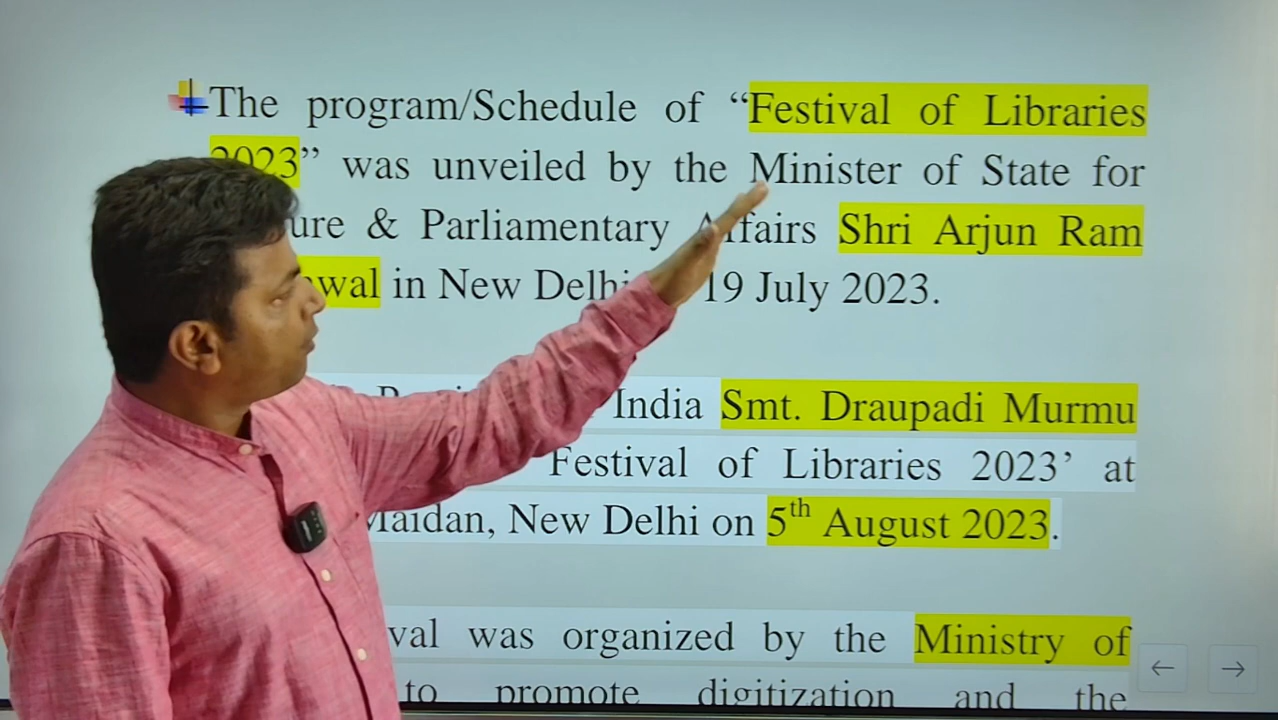 The program/Schedule of “Festival of Libraries
2023” was unveiled by the Minister of State for
ure & Parliamentary Affairs Shri Arjun Ram
wal in New Delhi 19 July 2023.
India Smt. Draupadi Murmu
Festival of Libraries 2023’ at
Maidan, New Delhi on 5th August 2023.
val was organized by the Ministry of
to promote digitization and the